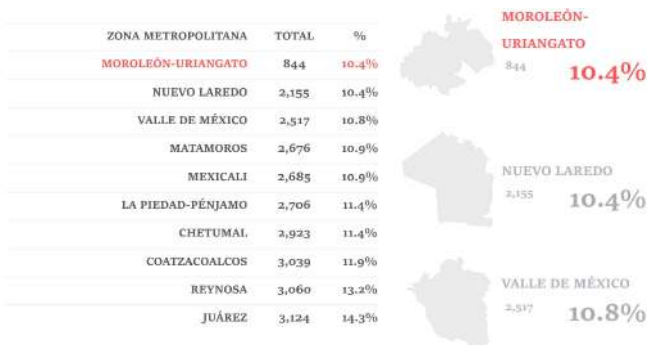 ZONA METROPOLITANA TOTAL %
MOROLEÓN-URIANGATO 844 10.4%
NUEVO LAREDO 2,155 10.4%
VALLE DE MÉXICO 2,517 10.8%
MATAMOROS 2,676 10.9%
MEXICALI 2,685 10.9%
LA PIEDAD-PÉNJAMO 2,706 11.4%
CHETUMAL 2,923 11.4%
COATZACOALCOS 3,039 11.9%
REYNOSA 3,060 13.2%
JUÁREZ 3,124 14.3%
MOROLEÓN-
URIANGATO
844 10.4%
NUEVO LAREDO
2,155 10.4%
VALLE DE MÉXICO
2,517 10.8%